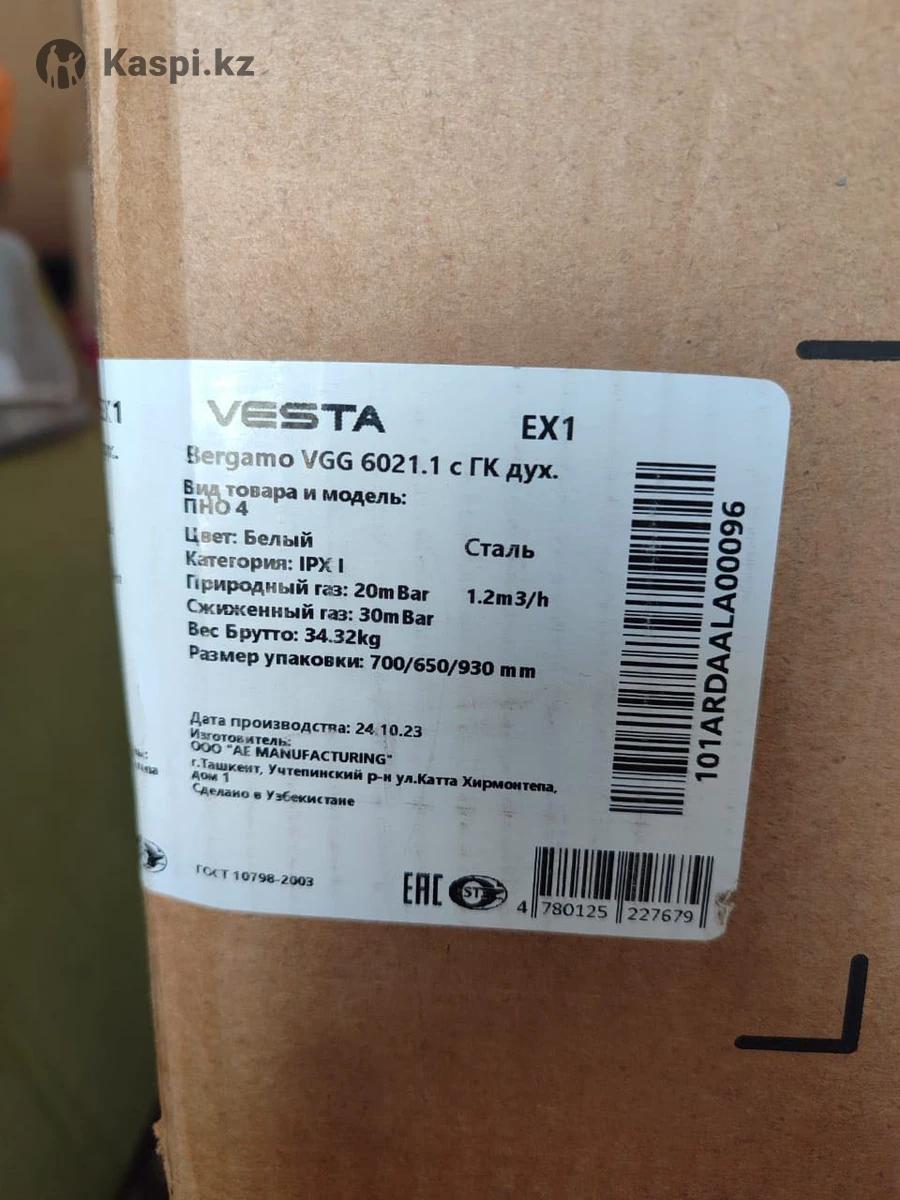 Kaspi.kz
VESTA EX1
Bergamo VGG 6021.1 с ГК дух.
Вид товара и модель:
ПНО 4
Цвет: Белый Сталь
Категория: IPX I
Природный газ: 20mBar 1.2m3/h
Сжиженный газ: 30mBar
Вес Брутто: 34.32kg
Размер упаковки: 700/650/930 mm
Дата производства: 24.10.23
Изготовитель:
ООО "AE MANUFACTURING"
г.Ташкент, Учтепинский р-н ул.Катта Хирмонтепа,
дом 1
Сделано в Узбекистане
ГОСТ 10798-2003
EAC ST
4 780125 227679
101ARDAALA00096